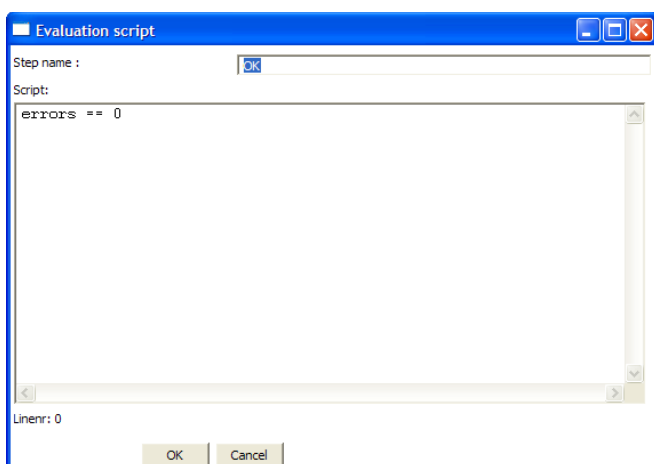 Evaluation script
Step name :
OK
Script:
errors == 0
Linenr: 0
OK
Cancel